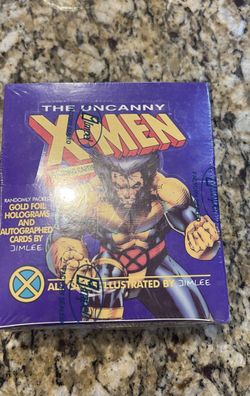 THE UNCANNY
X-MEN
RANDOMLY PACKED
GOLD FOIL
HOLOGRAMS
AND
AUTOGRAPHED
CARDS BY
JIM LEE
ILLUSTRATED BY JIM LEE